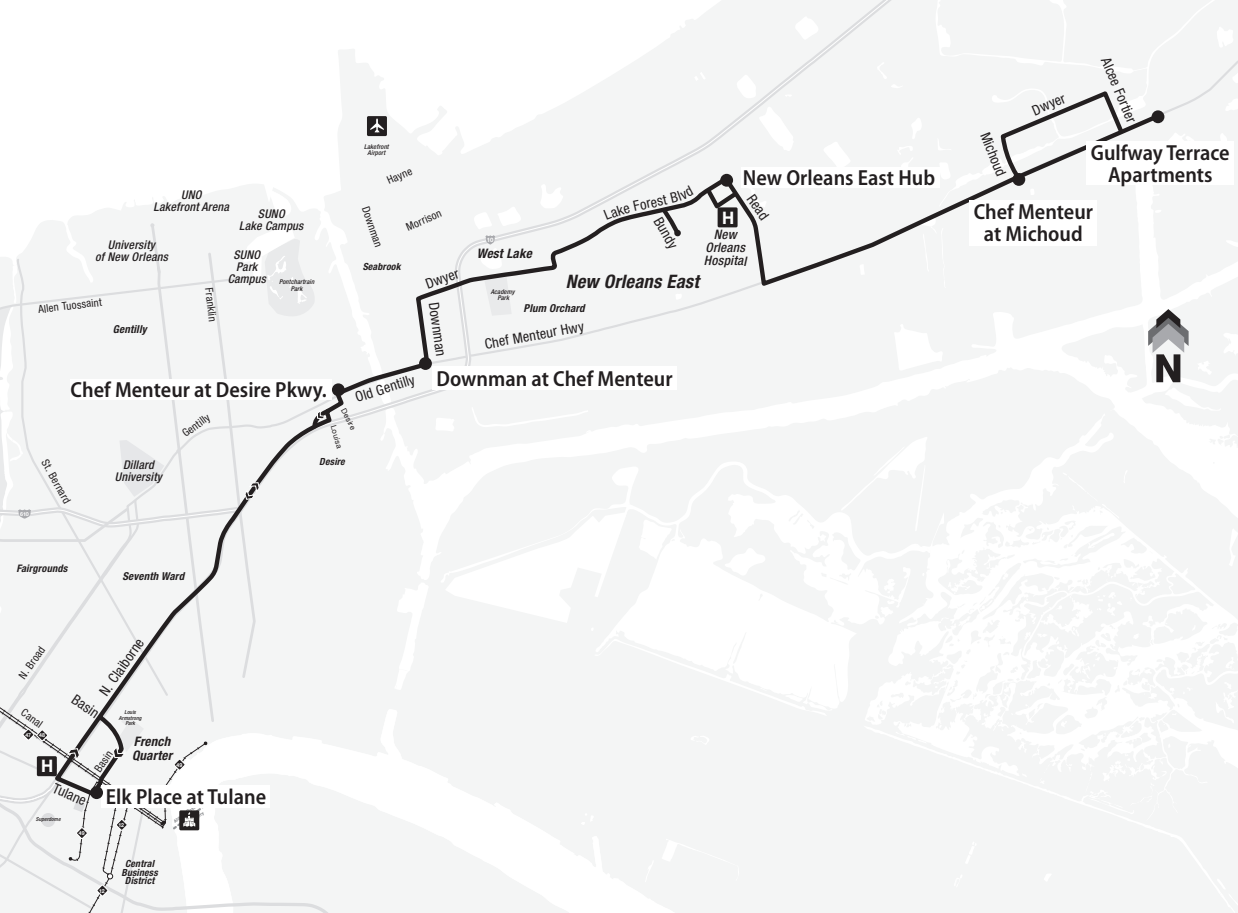 Alcee Fortier
Dwyer
Michoud
Gulfway Terrace
Apartments
Chef Menteur
at Michoud
New Orleans East Hub
Read
H
New
Orleans
Hospital
Lake Forest Blvd
Bundy
Lakefront
Airport
Hayne
Morrison
Downman
Seabrook
West Lake
New Orleans East
Dwyer
Academy
Park
Plum Orchard
Downman
Chef Menteur Hwy
UNO
Lakefront Arena
SUNO
Lake Campus
University
of New Orleans
SUNO
Park
Campus
Pontchartrain
Park
Allen Tuossaint
Franklin
Gentilly
N
Chef Menteur at Desire Pkwy.
Old Gentilly
Downman at Chef Menteur
Desire
Louisa
Desire
Gentilly
Dillard
University
St. Bernard
Fairgrounds
Seventh Ward
N. Broad
N. Claiborne
Basin
Louis
Armstrong
Park
Canal
French
Quarter
Basin
H
Tulane
Elk Place at Tulane
Superdome
Central
Business
District